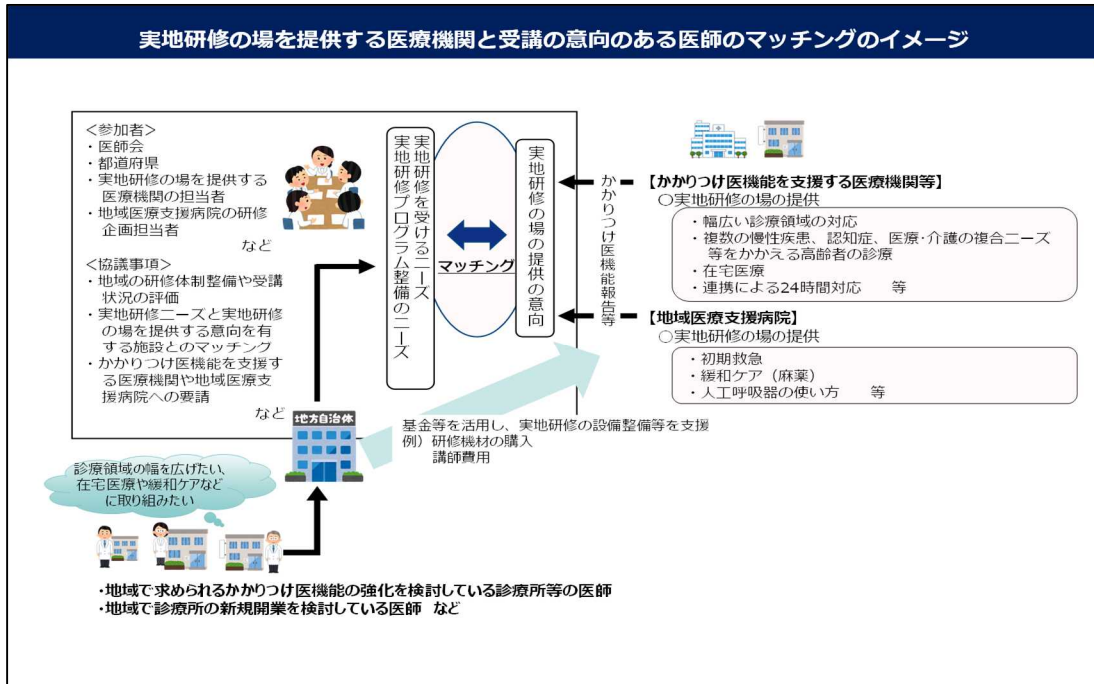 実地研修の場を提供する医療機関と受講の意向のある医師のマッチングのイメージ
<参加者>
・医師会
・都道府県
・実地研修の場を提供する
医療機関の担当者
・地域医療支援病院の研修
企画担当者
など
<協議事項>
・地域の研修体制整備や受講
状況の評価
・実地研修ニーズと実地研修
の場を提供する意向を有
する施設とのマッチング
・かかりつけ医機能を支援す
る医療機関や地域医療支
援病院への要請
など
実地研修を受けるニーズ
実地研修プログラム整備のニーズ
マッチング
実地研修の場の提供の意向
かかりつけ医機能報告等
【かかりつけ医機能を支援する医療機関等】
○実地研修の場の提供
・幅広い診療領域の対応
・複数の慢性疾患、認知症、医療・介護の複合ニーズ
等をかかえる高齢者の診療
・在宅医療
・連携による24時間対応 等
【地域医療支援病院】
○実地研修の場の提供
・初期救急
・緩和ケア（麻薬）
・人工呼吸器の使い方 等
地方自治体
基金等を活用し、実地研修の設備整備等を支援
例）研修機材の購入
講師費用
診療領域の幅を広げたい、
在宅医療や緩和ケアなど
に取り組みたい
・地域で求められるかかりつけ医機能の強化を検討している診療所等の医師
・地域で診療所の新規開業を検討している医師 など